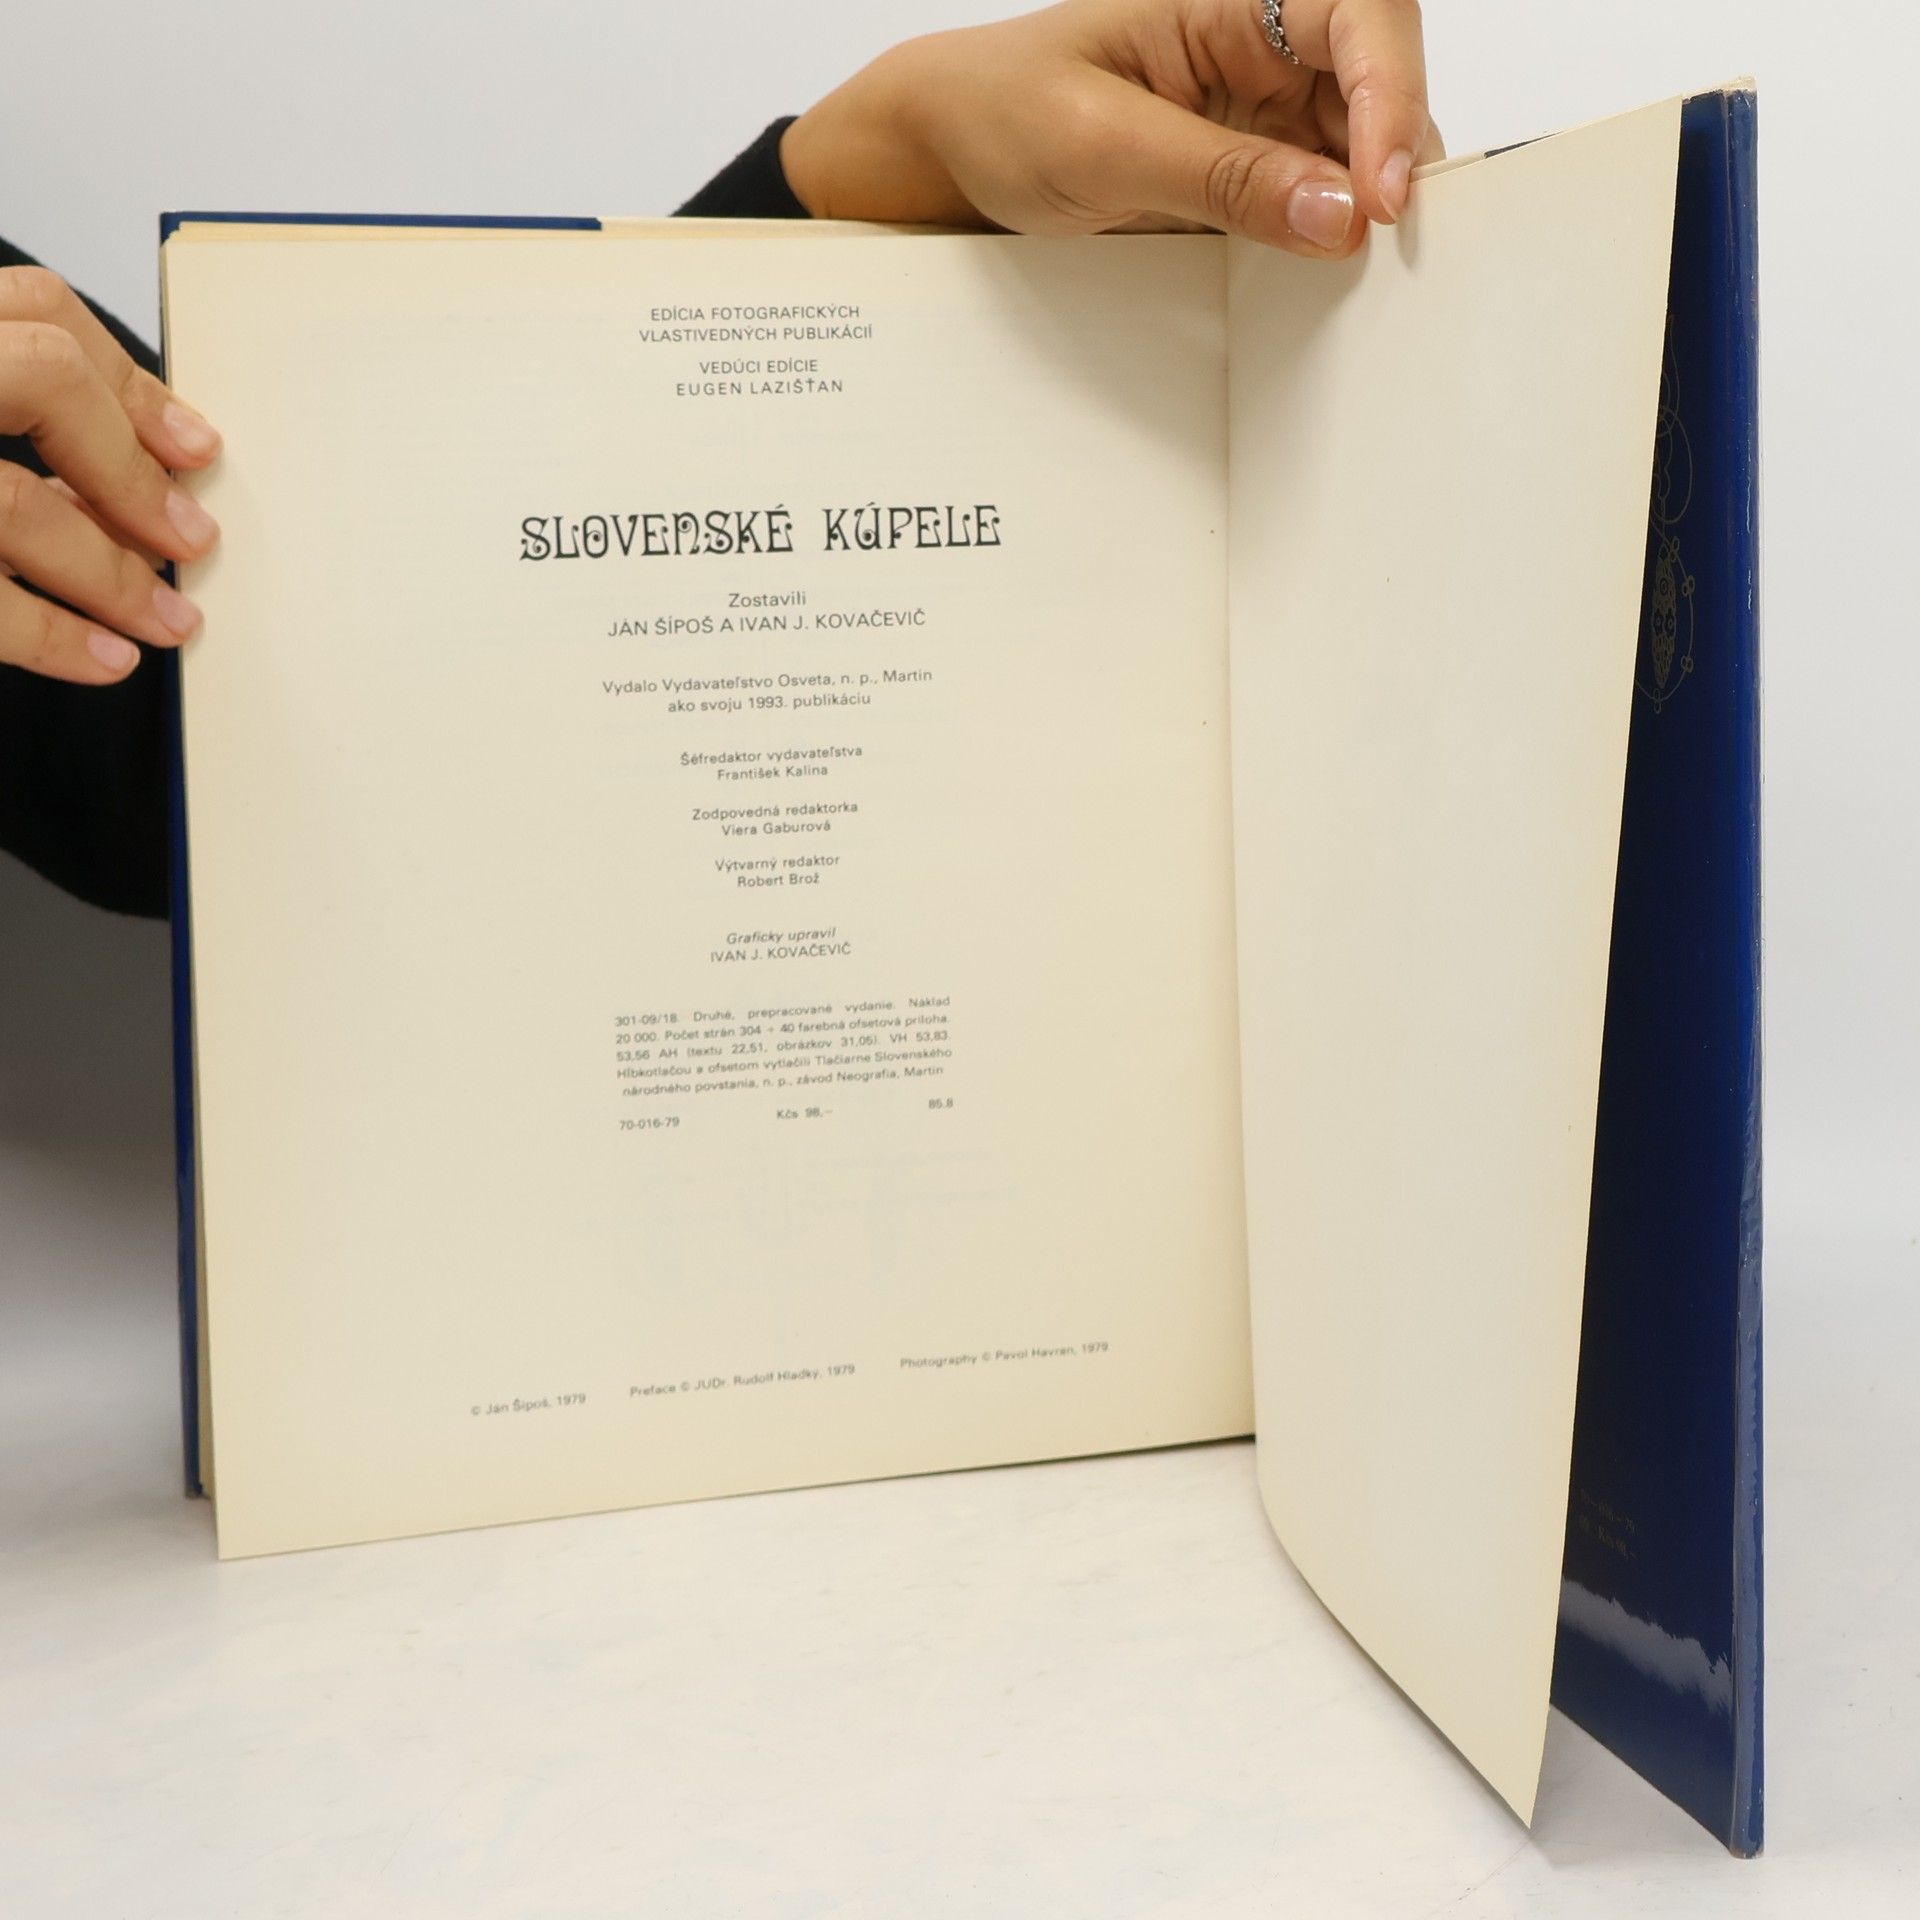 EDÍCIA FOTOGRAFICKÝCH
VLASTIVEDNÝCH PUBLIKÁCIÍ
VEDÚCI EDÍCIE
EUGEN LAZIŠŤAN
SLOVENSKÉ KÚPELE
Zostavili
JÁN ŠÍPOŠ A IVAN J. KOVAČEVIČ
Vydalo Vydavateľstvo Osveta, n. p., Martin
ako svoju 1993. publikáciu
Šéfredaktor vydavateľstva
František Kalina
Zodpovedná redaktorka
Viera Gaburová
Výtvarný redaktor
Robert Brož
Graficky upravil
IVAN J. KOVAČEVIČ
301-09/18. Druhé, prepracované vydanie. Náklad
20 000. Počet strán 304 + 40 farebná ofsetová príloha.
53,56 AH (textu 22,51, obrázkov 31,05). VH 53,83.
Hĺbkotlačou a ofsetom vytlačili Tlačiarne Slovenského
národného povstania, n. p., závod Neografia, Martin
70-016-79 Kčs 98,– 85.8
© Ján Šípoš, 1979 Preface © JUDr. Rudolf Hladký, 1979 Photography © Pavol Havran, 1979